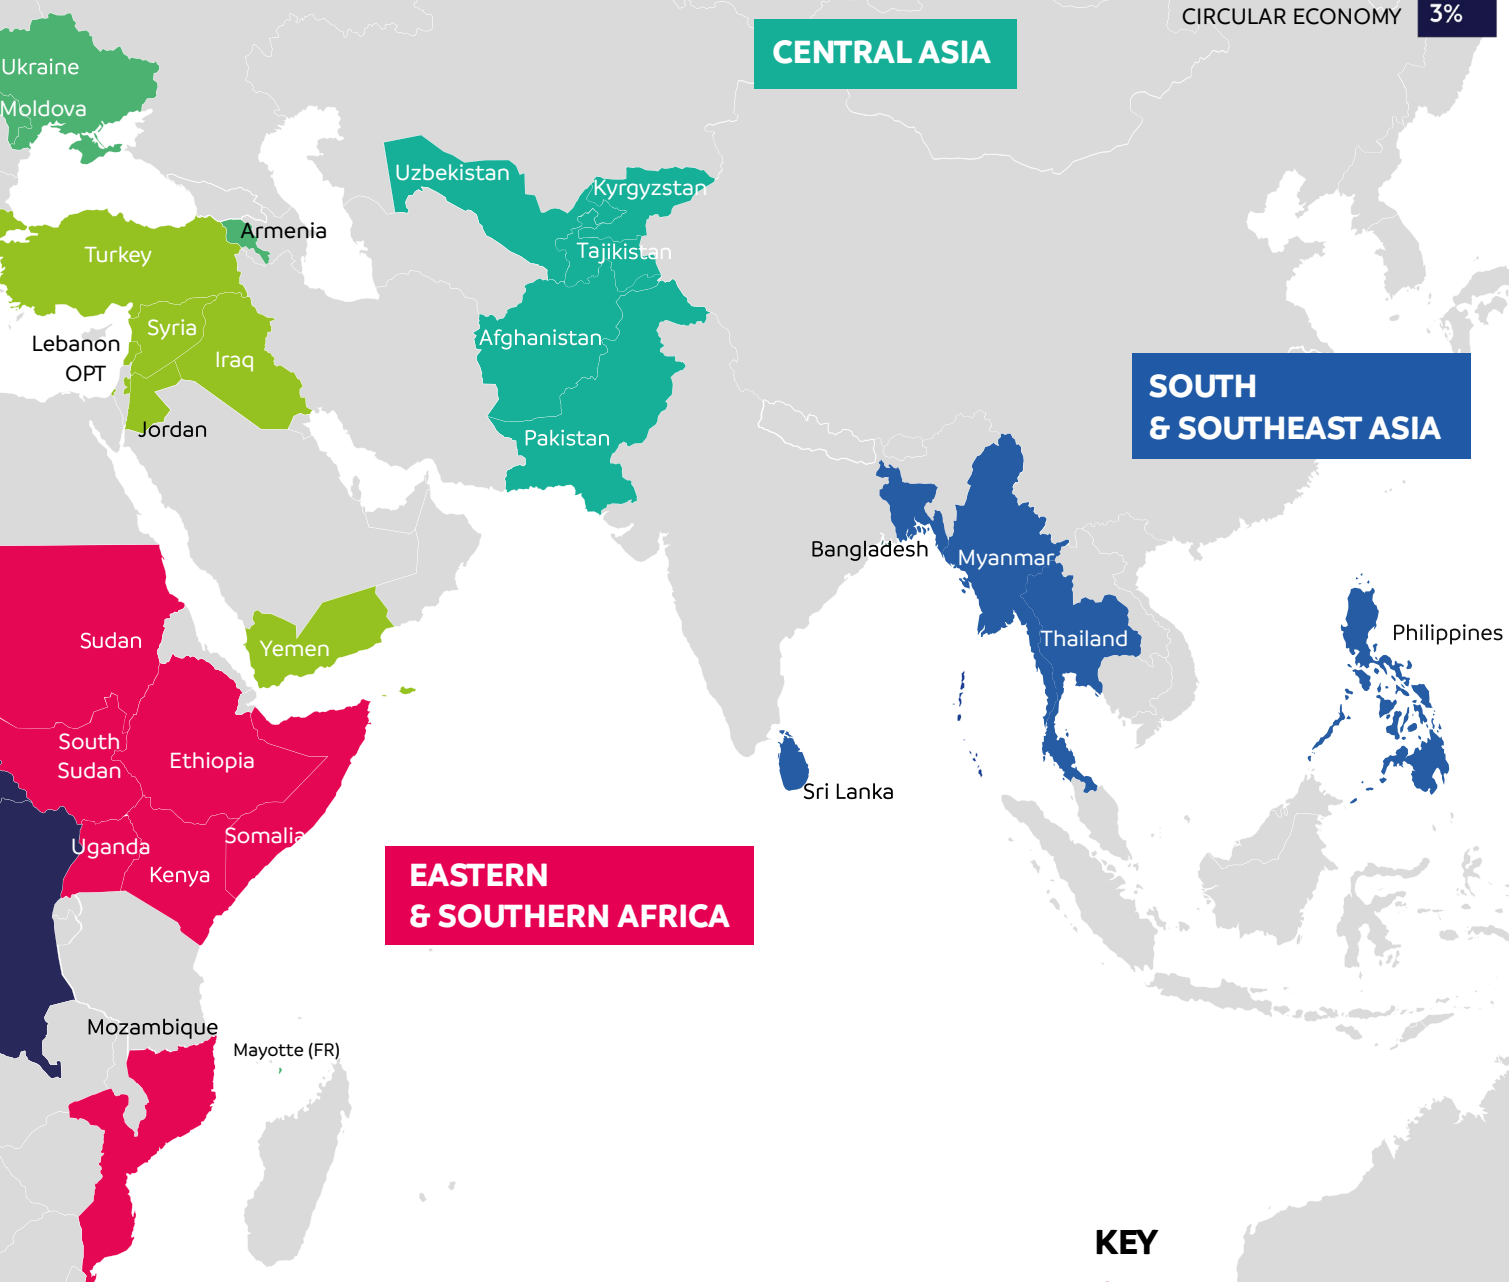 CIRCULAR ECONOMY 3%
CENTRAL ASIA
Ukraine
Moldova
Uzbekistan
Kyrgyzstan
Armenia
Turkey
Tajikistan
Syria
Afghanistan
Lebanon
Iraq
OPT
SOUTH
& SOUTHEAST ASIA
Jordan
Pakistan
Bangladesh
Myanmar
Sudan
Yemen
Thailand
Philippines
South
Sudan
Ethiopia
Sri Lanka
Somalia
Uganda
Kenya
EASTERN
& SOUTHERN AFRICA
Mozambique
Mayotte (FR)
KEY